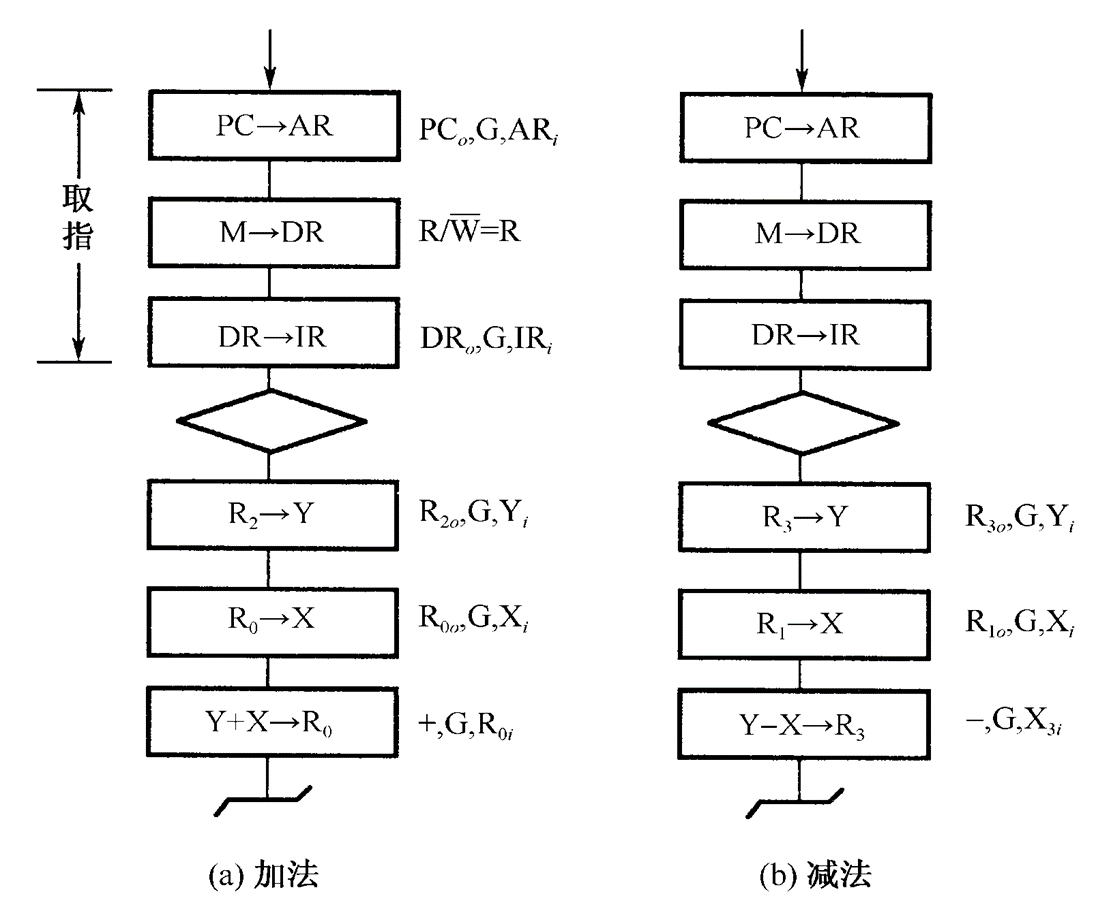 PC→AR
PCₒ,G,ARᵢ
M→DR
R/W̅=R
DR→IR
DRₒ,G,IRᵢ
取指
R₂→Y
R₂ₒ,G,Yᵢ
R₀→X
R₀ₒ,G,Xᵢ
Y+X→R₀
+,G,R₀ᵢ
(a) 加法
PC→AR
M→DR
DR→IR
R₃→Y
R₃ₒ,G,Yᵢ
R₁→X
R₁ₒ,G,Xᵢ
Y−X→R₃
−,G,X₃ᵢ
(b) 减法